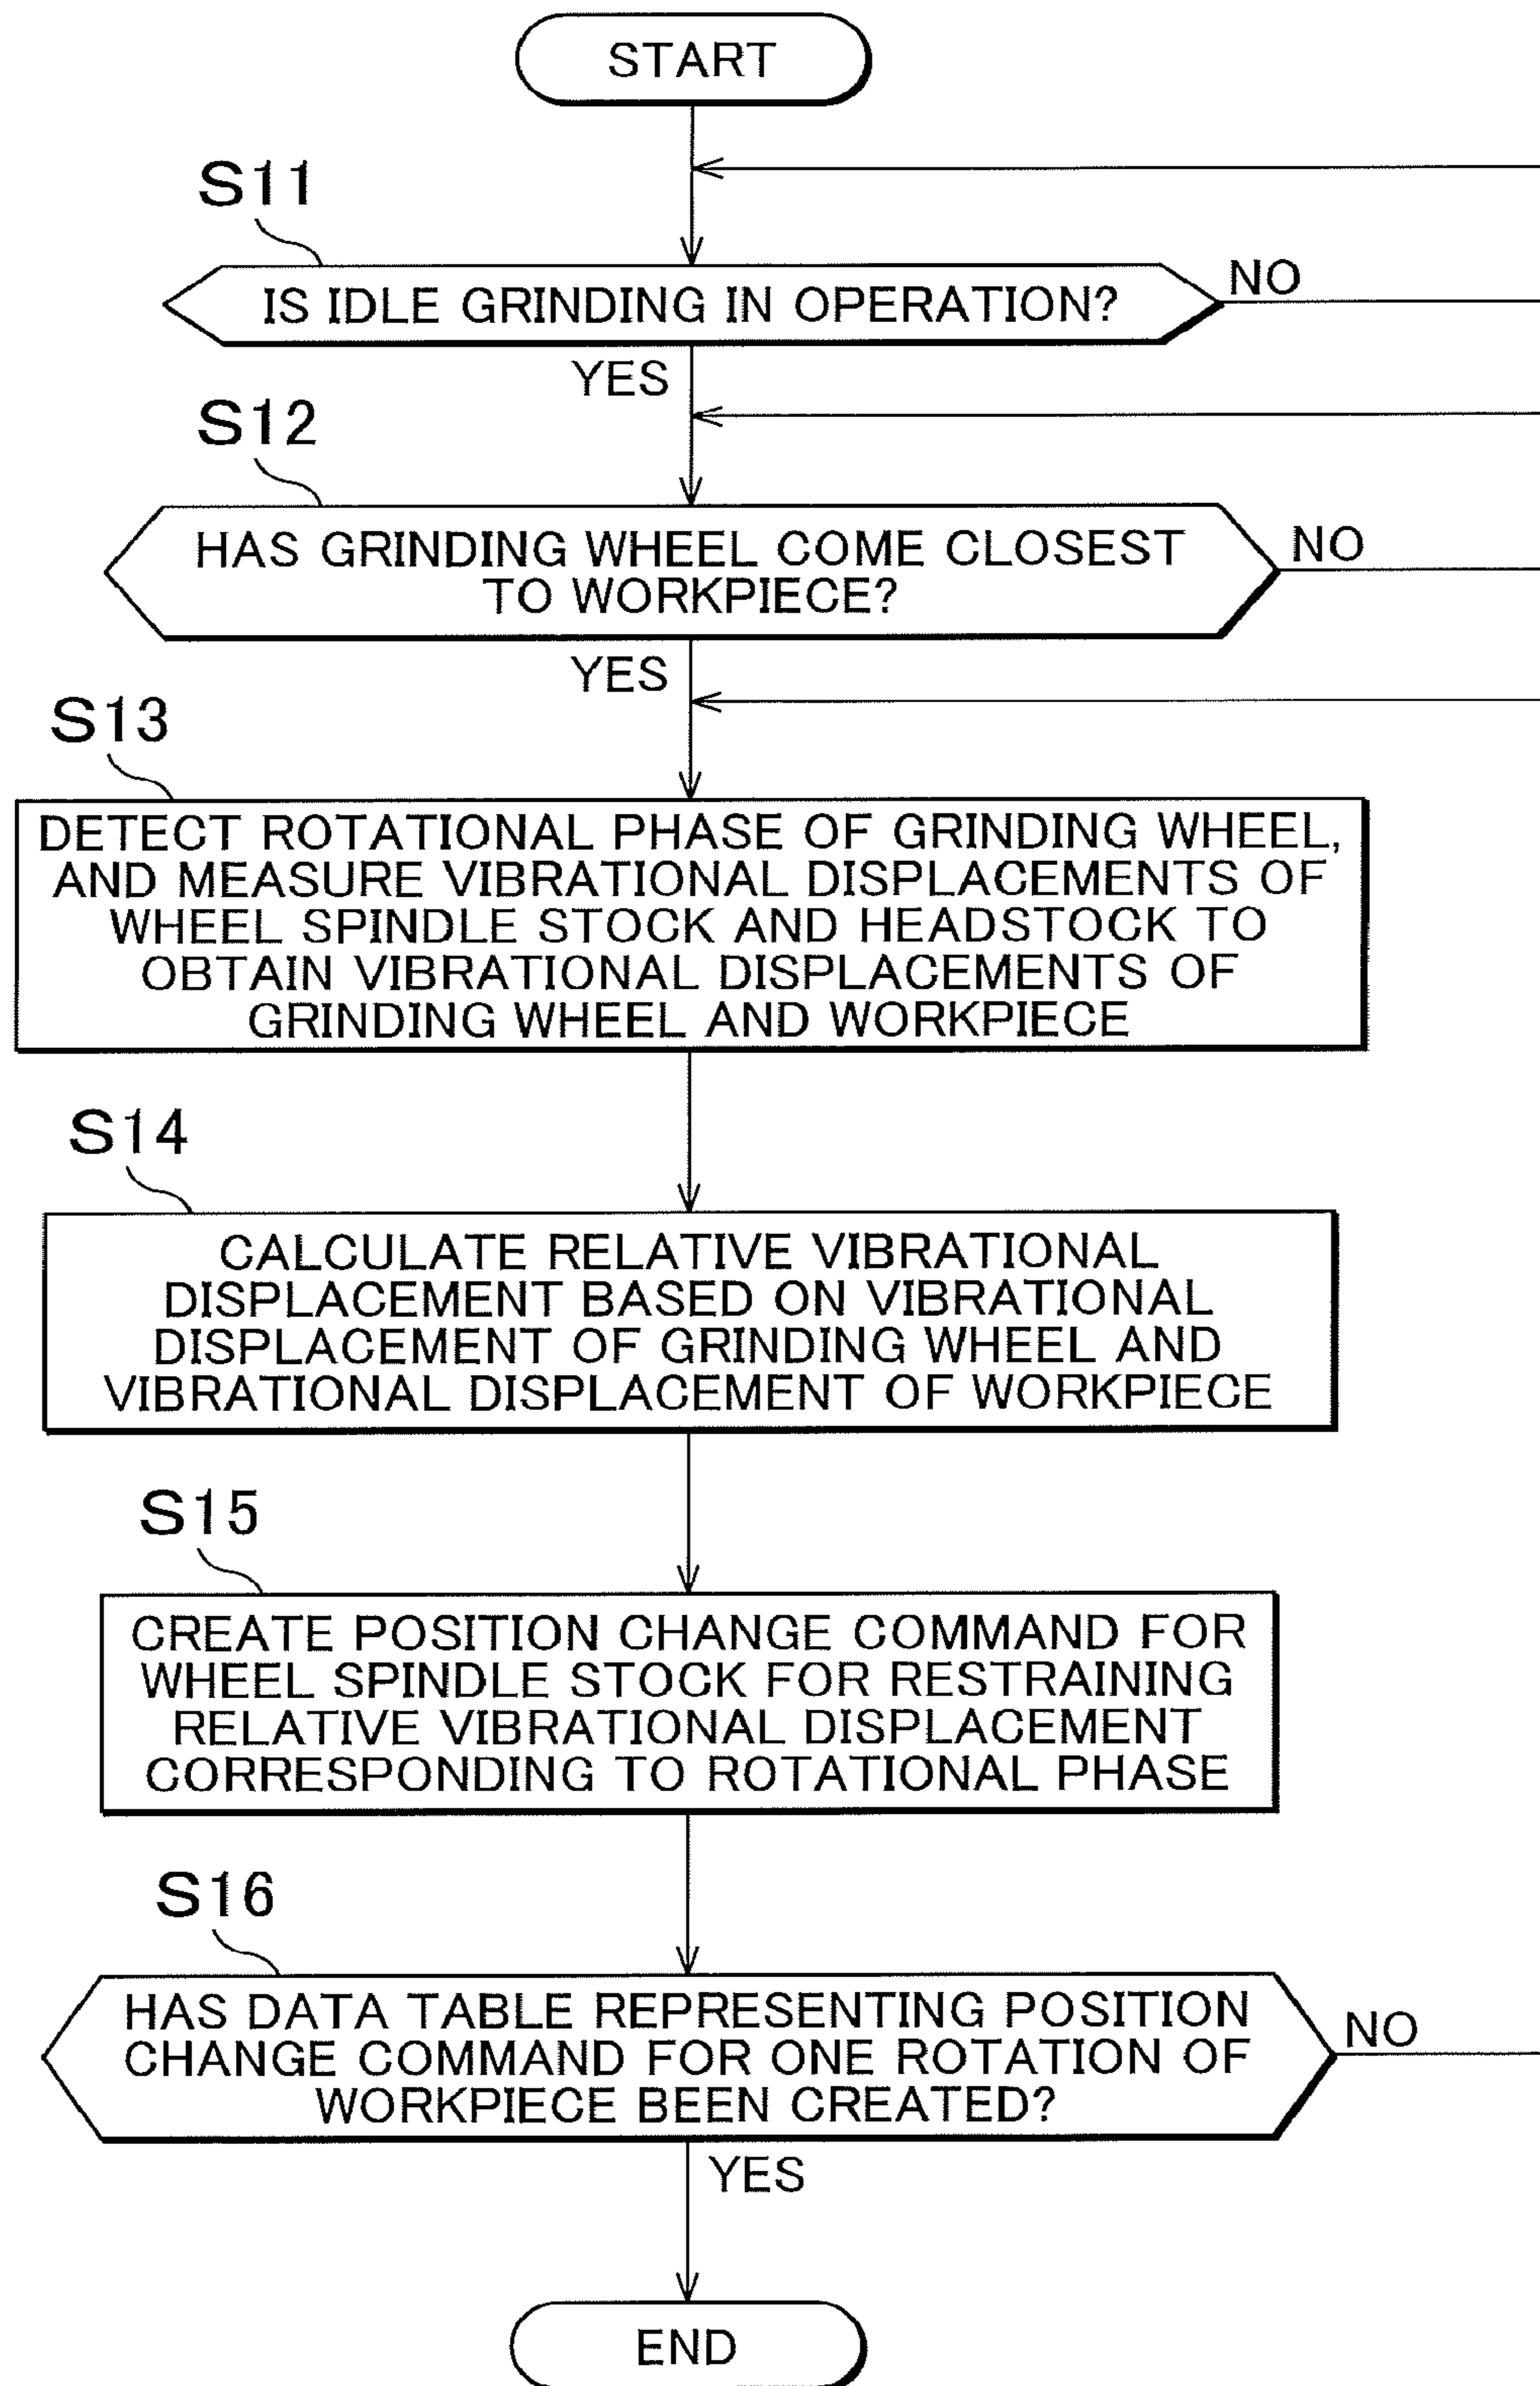 START
S11
IS IDLE GRINDING IN OPERATION?
NO
YES
S12
HAS GRINDING WHEEL COME CLOSEST
TO WORKPIECE?
NO
YES
S13
DETECT ROTATIONAL PHASE OF GRINDING WHEEL,
AND MEASURE VIBRATIONAL DISPLACEMENTS OF
WHEEL SPINDLE STOCK AND HEADSTOCK TO
OBTAIN VIBRATIONAL DISPLACEMENTS OF
GRINDING WHEEL AND WORKPIECE
S14
CALCULATE RELATIVE VIBRATIONAL
DISPLACEMENT BASED ON VIBRATIONAL
DISPLACEMENT OF GRINDING WHEEL AND
VIBRATIONAL DISPLACEMENT OF WORKPIECE
S15
CREATE POSITION CHANGE COMMAND FOR
WHEEL SPINDLE STOCK FOR RESTRAINING
RELATIVE VIBRATIONAL DISPLACEMENT
CORRESPONDING TO ROTATIONAL PHASE
S16
HAS DATA TABLE REPRESENTING POSITION
CHANGE COMMAND FOR ONE ROTATION OF
WORKPIECE BEEN CREATED?
NO
YES
END